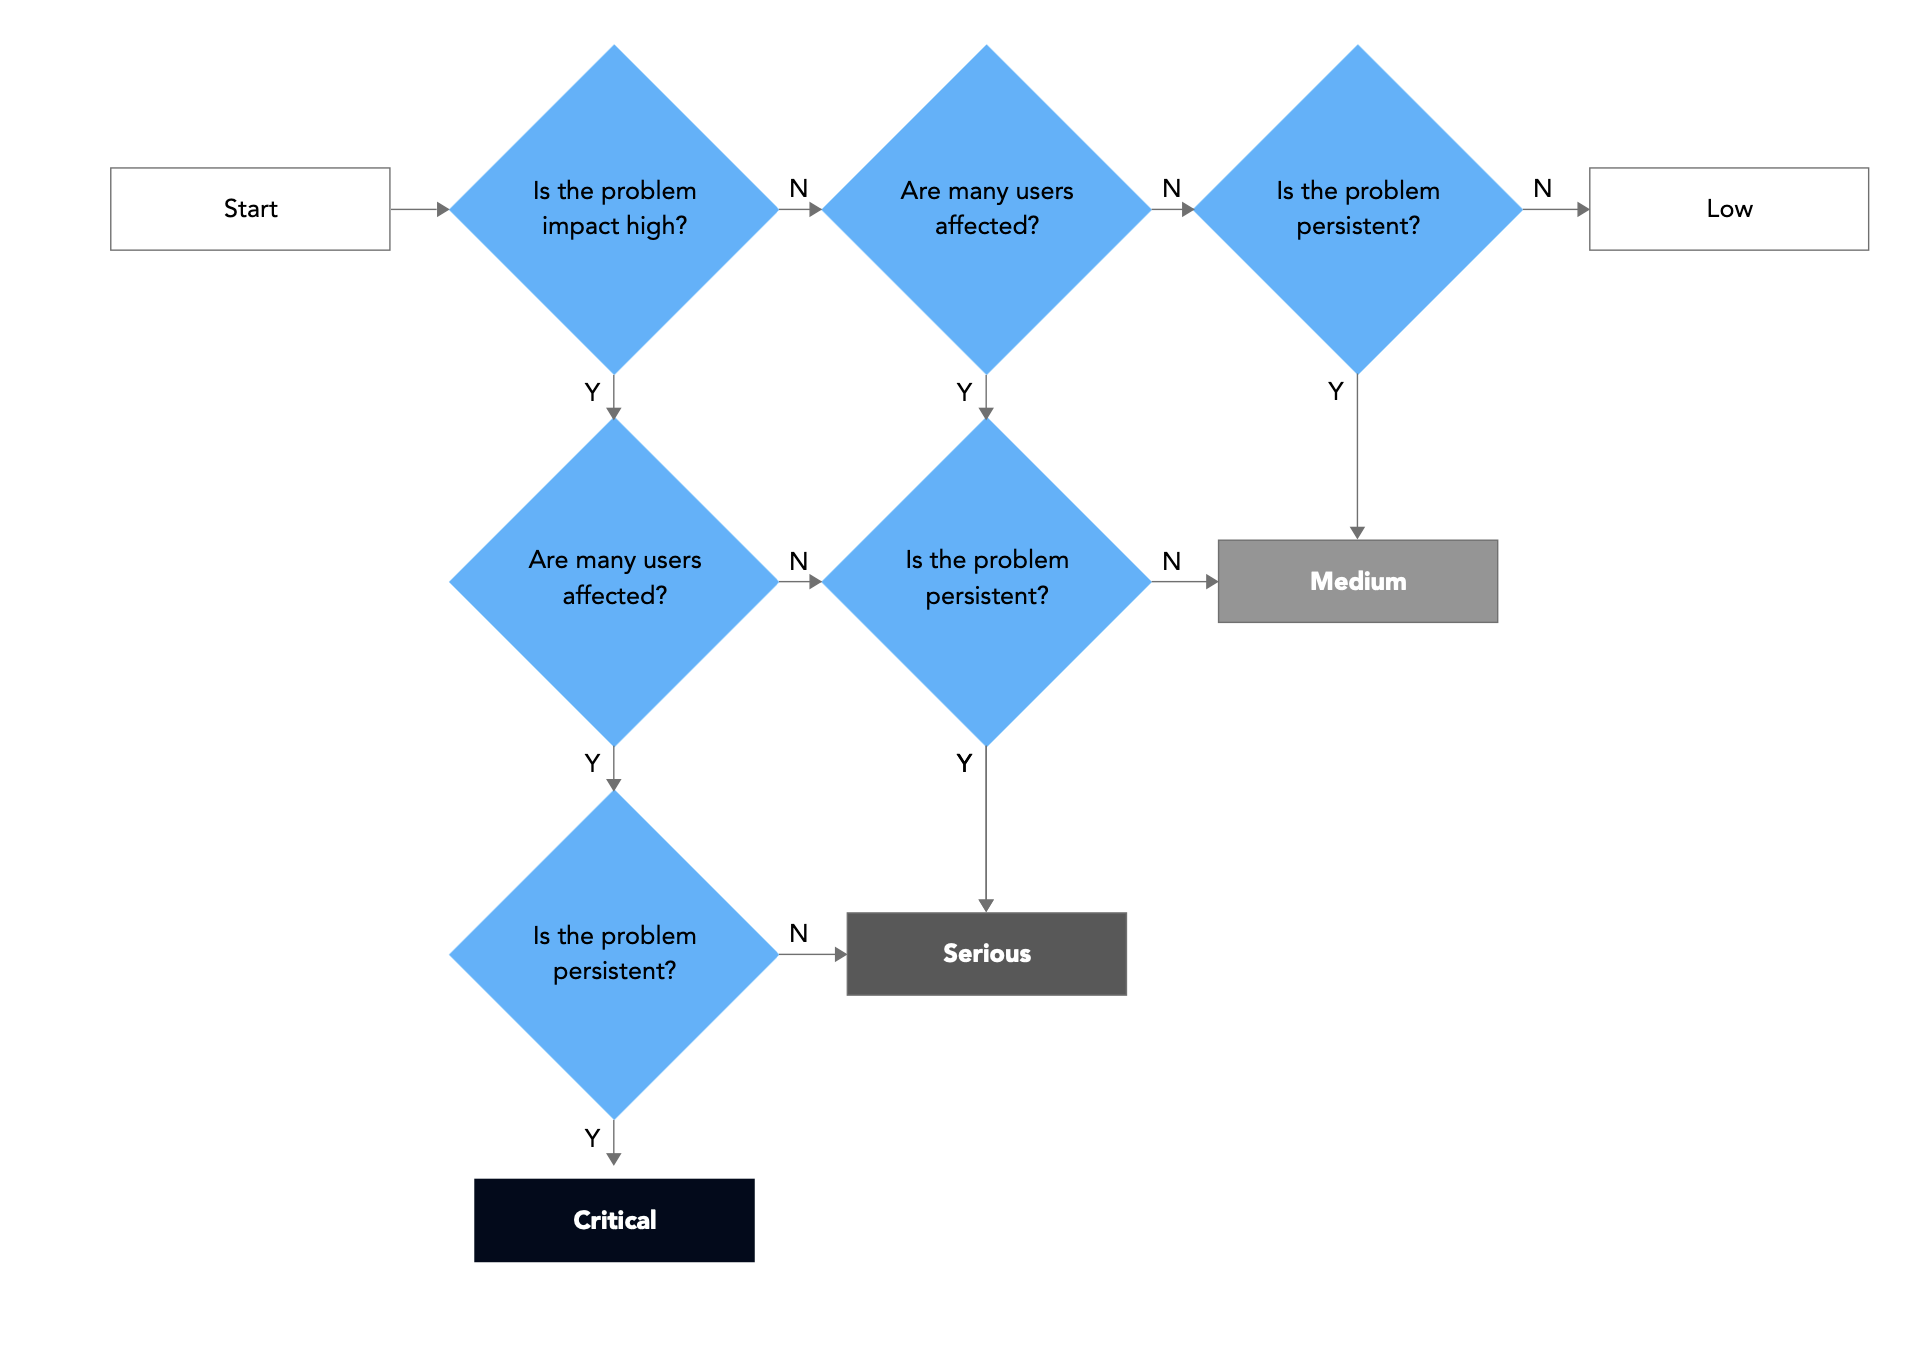 Start
Is the problem
impact high?
N
Are many users
affected?
N
Is the problem
persistent?
N
Low
Y
Y
Y
Are many users
affected?
N
Is the problem
persistent?
N
Medium
Y
Y
Is the problem
persistent?
N
Serious
Y
Critical